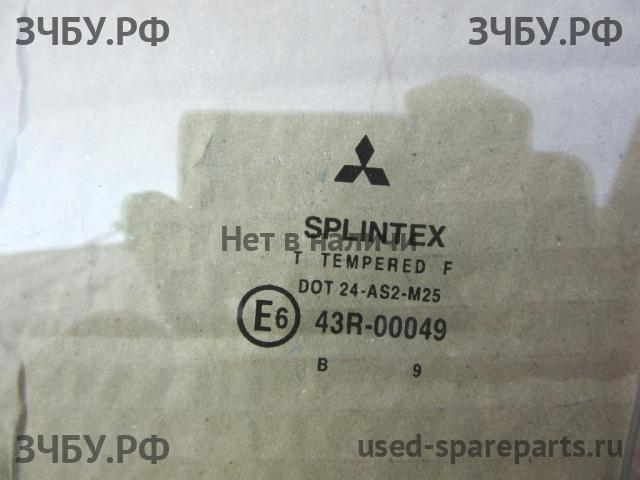 ЗЧБУ.РФ ЗЧБУ.РФ
SPLINTEX
Нет в наличии
T TEMPERED F
DOT 24-AS2-M25
E6 43R-00049
B 9
ЗЧБУ.РФ used-spareparts.ru